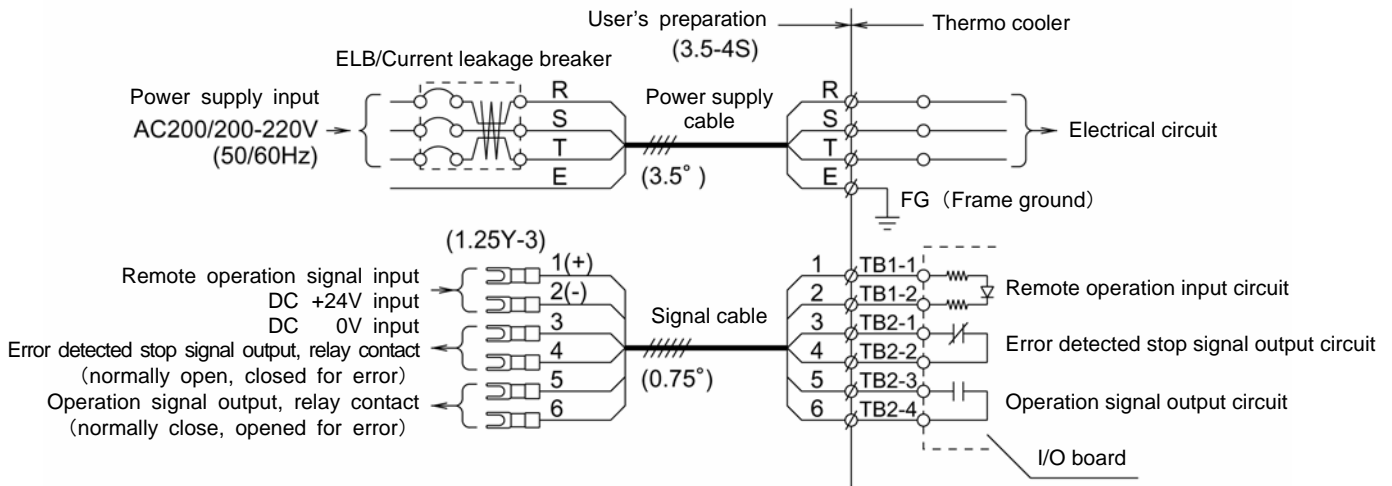 User's preparation
Thermo cooler
(3.5-4S)
ELB/Current leakage breaker
Power supply input
AC200/200-220V
(50/60Hz)
R
S
T
E
Power supply
cable
(3.5°)
R
S
T
E
Electrical circuit
FG（Frame ground）
(1.25Y-3)
Remote operation signal input
DC +24V input
DC 0V input
Error detected stop signal output, relay contact
（normally open, closed for error）
Operation signal output, relay contact
（normally close, opened for error）
1(+)
2(-)
3
4
5
6
Signal cable
(0.75°)
1 TB1-1
2 TB1-2
3 TB2-1
4 TB2-2
5 TB2-3
6 TB2-4
Remote operation input circuit
Error detected stop signal output circuit
Operation signal output circuit
I/O board